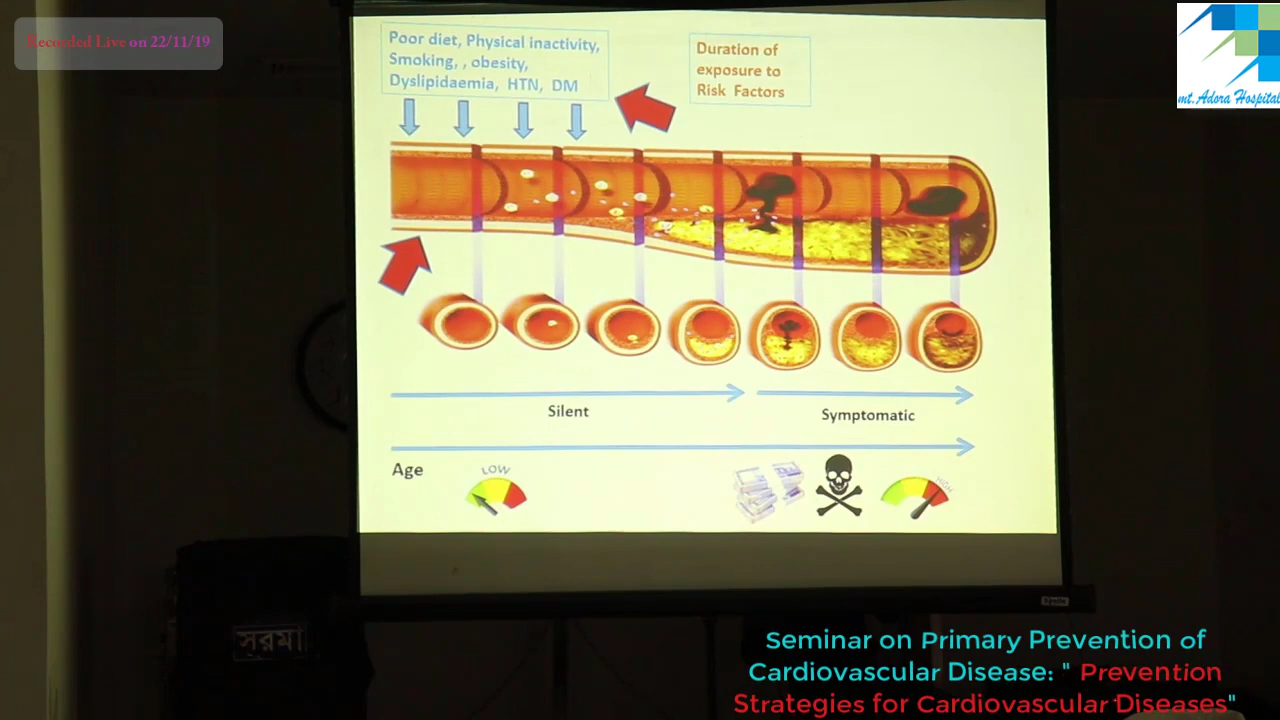 Recorded Live on 22/11/19
mt. Adora Hospital
Poor diet, Physical inactivity,
Smoking, , obesity,
Dyslipidaemia, HTN, DM
Duration of
exposure to
Risk Factors
Silent
Symptomatic
Age
LOW
HIGH
সুরমা
Seminar on Primary Prevention of
Cardiovascular Disease: " Prevention
Strategies for Cardiovascular Diseases"